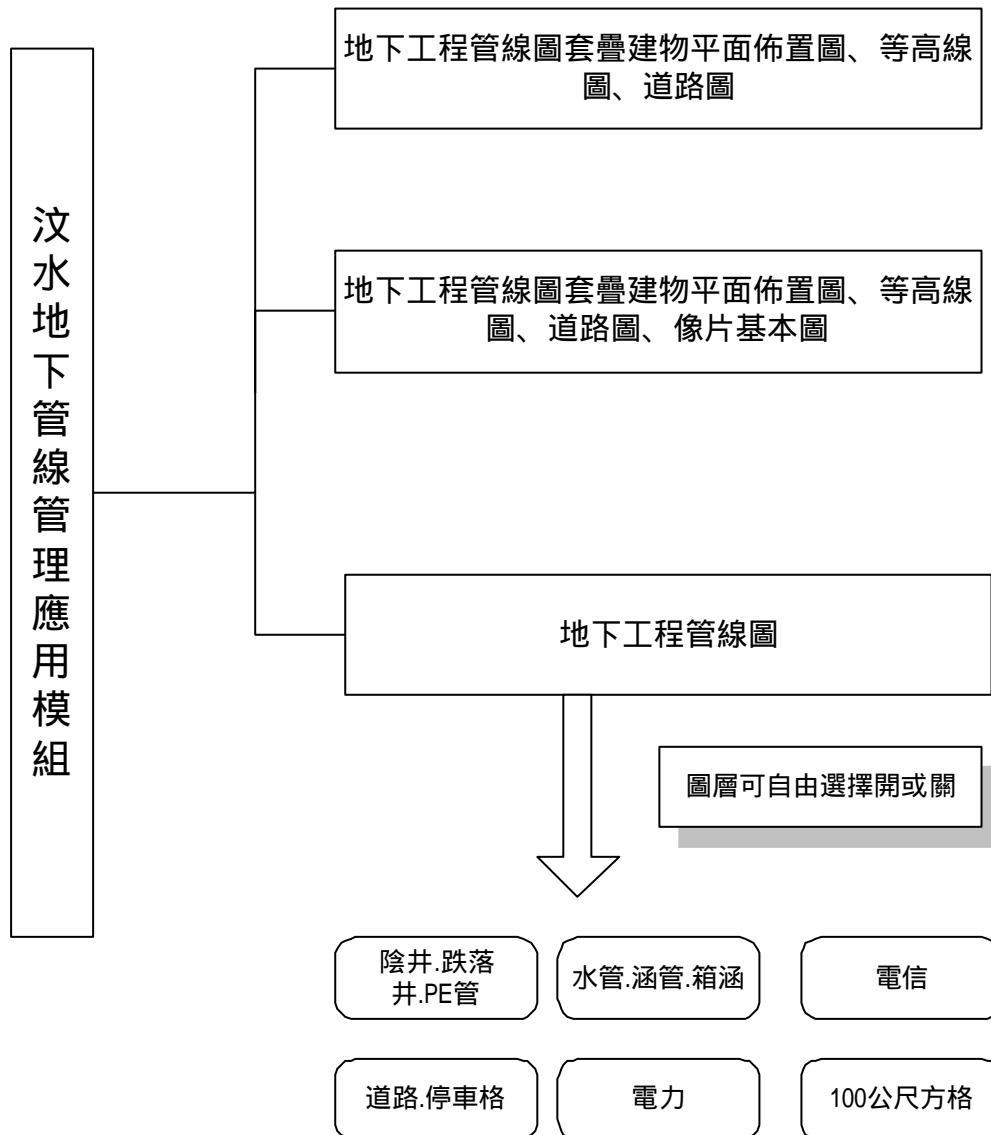 汶水地下管線管理應用模組
地下工程管線圖套疊建物平面佈置圖、等高線
圖、道路圖
地下工程管線圖套疊建物平面佈置圖、等高線
圖、道路圖、像片基本圖
地下工程管線圖
圖層可自由選擇開或關
陰井.跌落
井.PE管
水管.涵管.箱涵
電信
道路.停車格
電力
100公尺方格